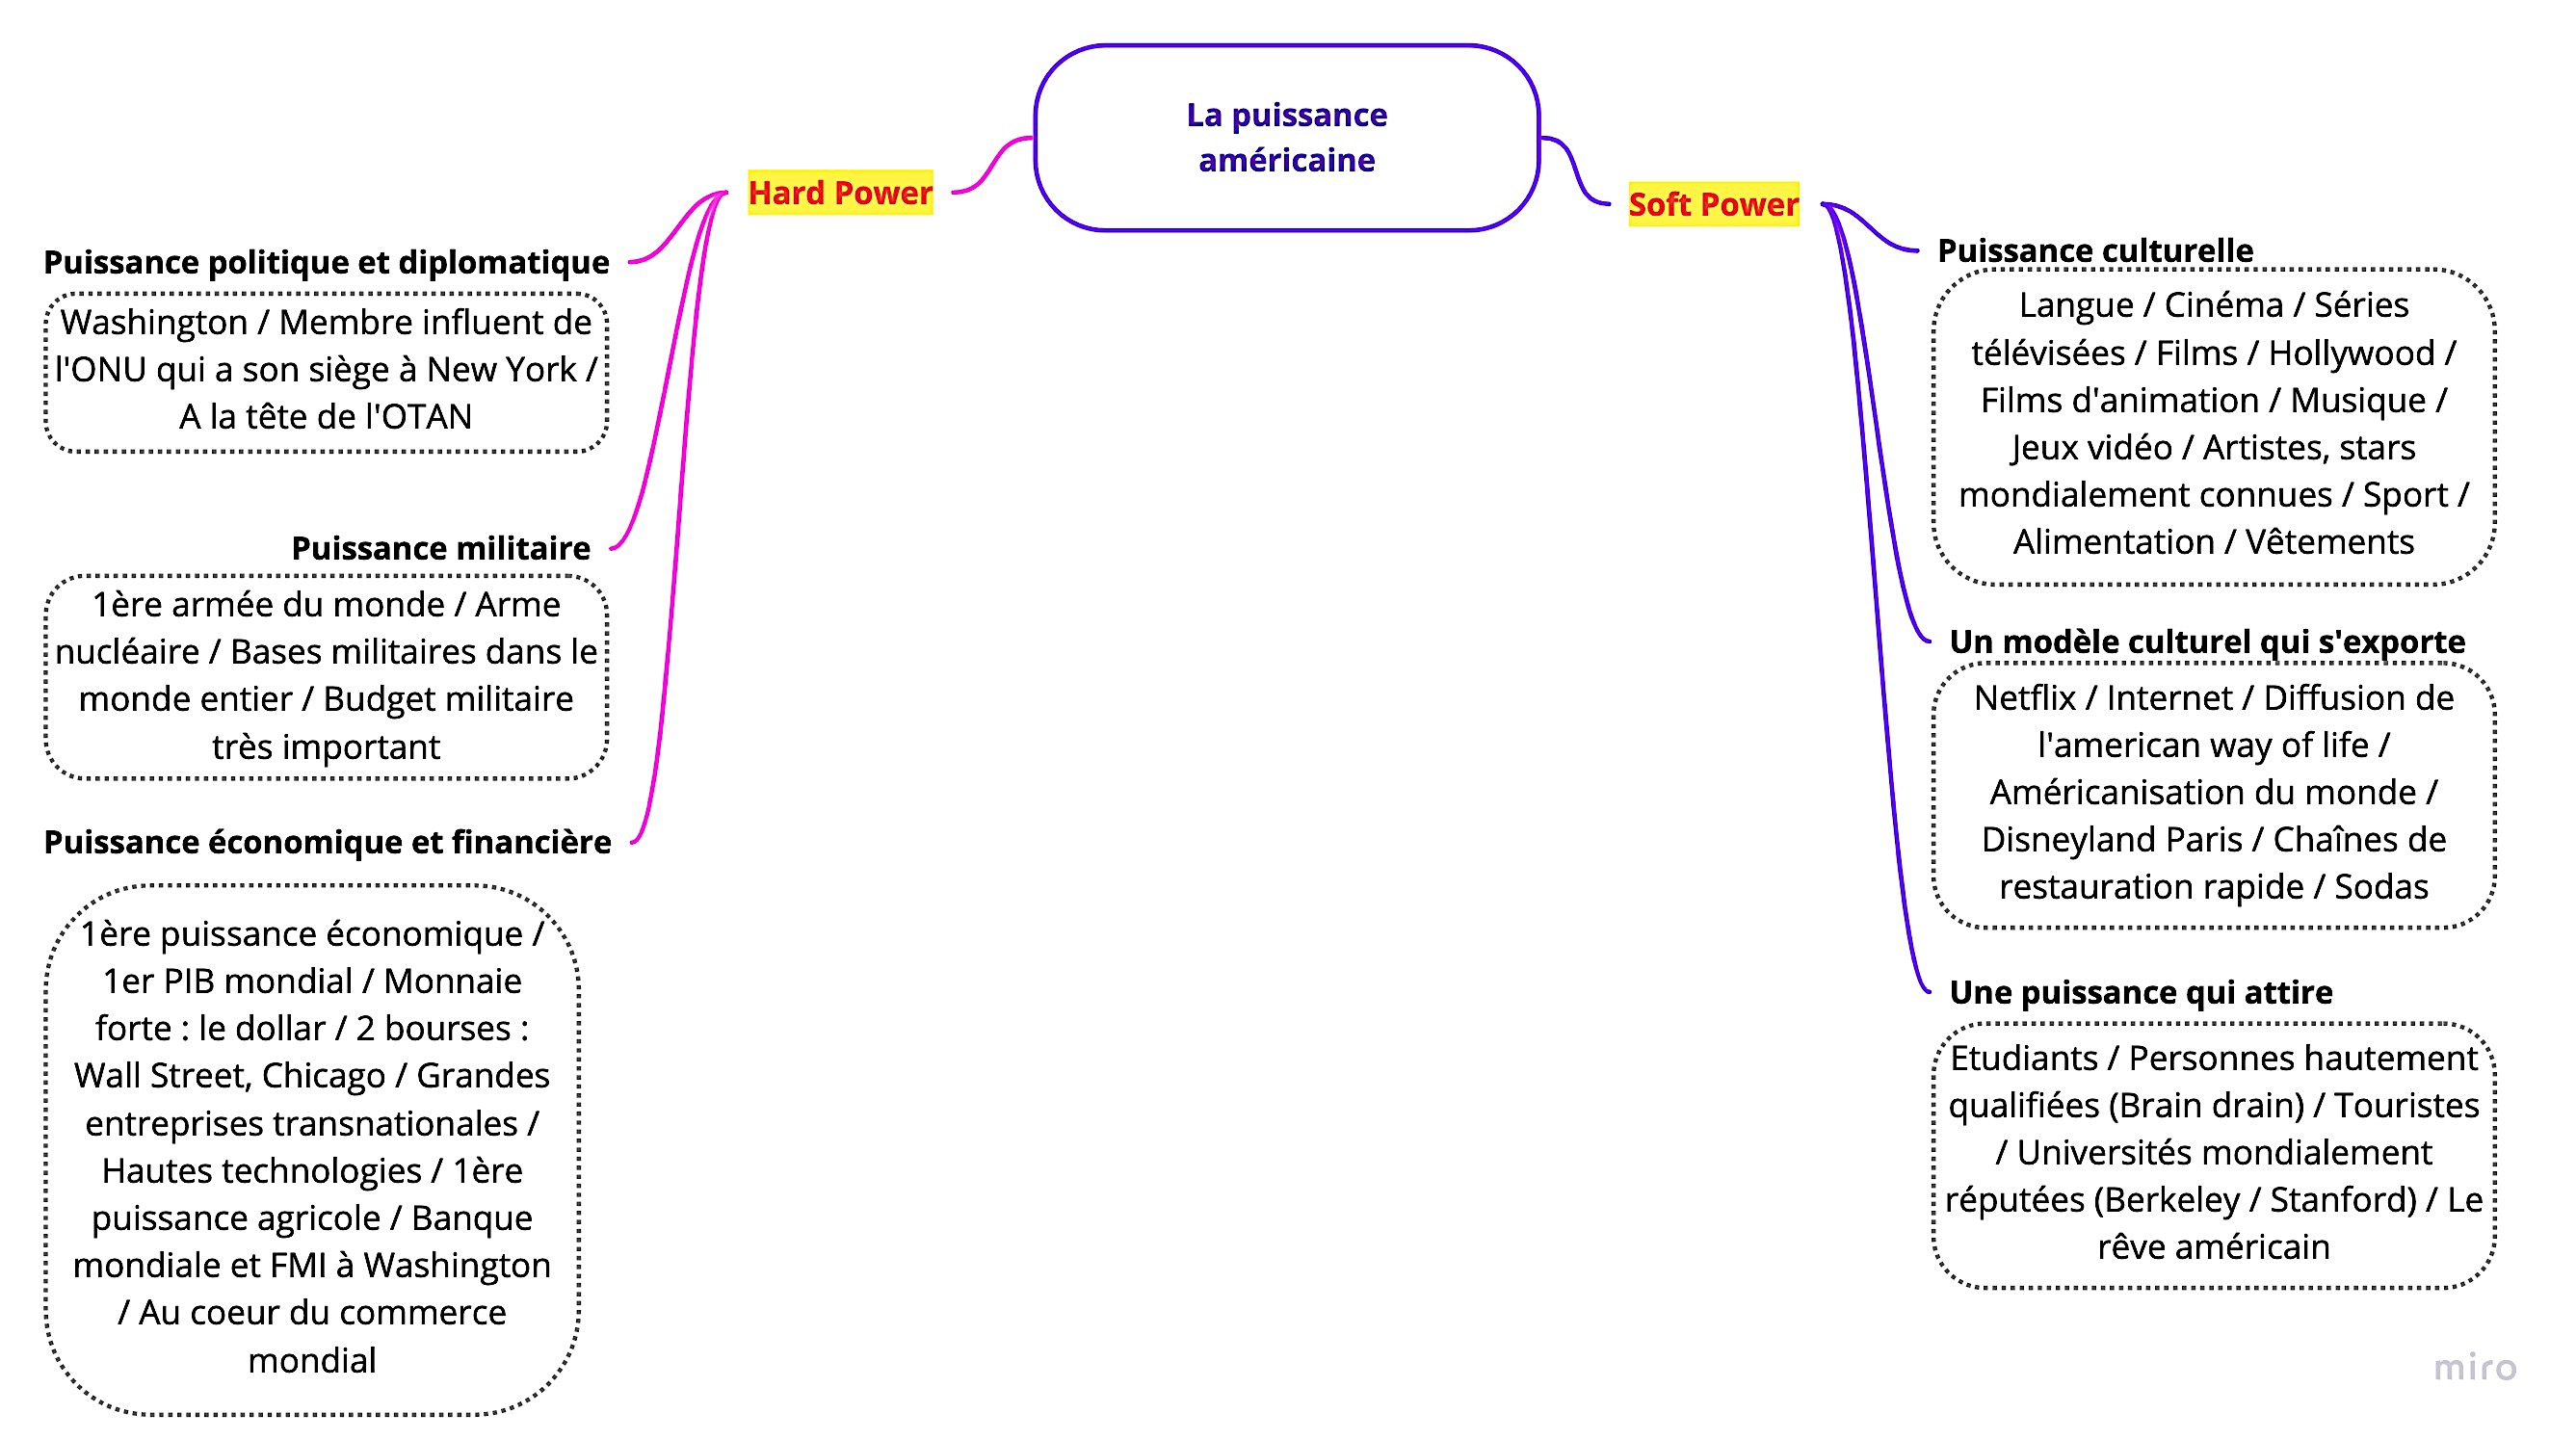 La puissance
américaine
Hard Power
Puissance politique et diplomatique
Washington / Membre influent de
l'ONU qui a son siège à New York /
A la tête de l'OTAN
Puissance militaire
1ère armée du monde / Arme
nucléaire / Bases militaires dans le
monde entier / Budget militaire
très important
Puissance économique et financière
1ère puissance économique /
1er PIB mondial / Monnaie
forte : le dollar / 2 bourses :
Wall Street, Chicago / Grandes
entreprises transnationales /
Hautes technologies / 1ère
puissance agricole / Banque
mondiale et FMI à Washington
/ Au coeur du commerce
mondial
Soft Power
Puissance culturelle
Langue / Cinéma / Séries
télévisées / Films / Hollywood /
Films d'animation / Musique /
Jeux vidéo / Artistes, stars
mondialement connues / Sport /
Alimentation / Vêtements
Un modèle culturel qui s'exporte
Netflix / Internet / Diffusion de
l'american way of life /
Américanisation du monde /
Disneyland Paris / Chaînes de
restauration rapide / Sodas
Une puissance qui attire
Etudiants / Personnes hautement
qualifiées (Brain drain) / Touristes
/ Universités mondialement
réputées (Berkeley / Stanford) / Le
rêve américain
miro